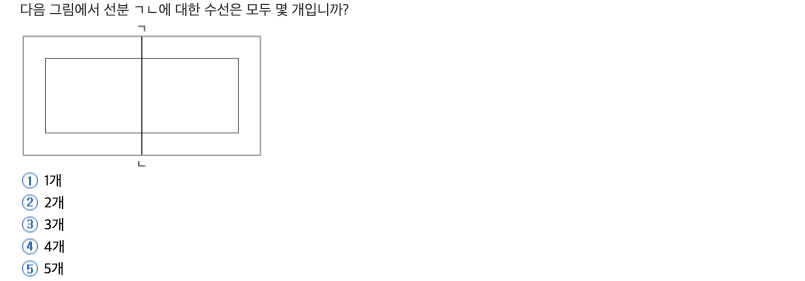 다음 그림에서 선분 ㄱㄴ에 대한 수선은 모두 몇 개입니까?
ㄱ
ㄴ
① 1개
② 2개
③ 3개
④ 4개
⑤ 5개